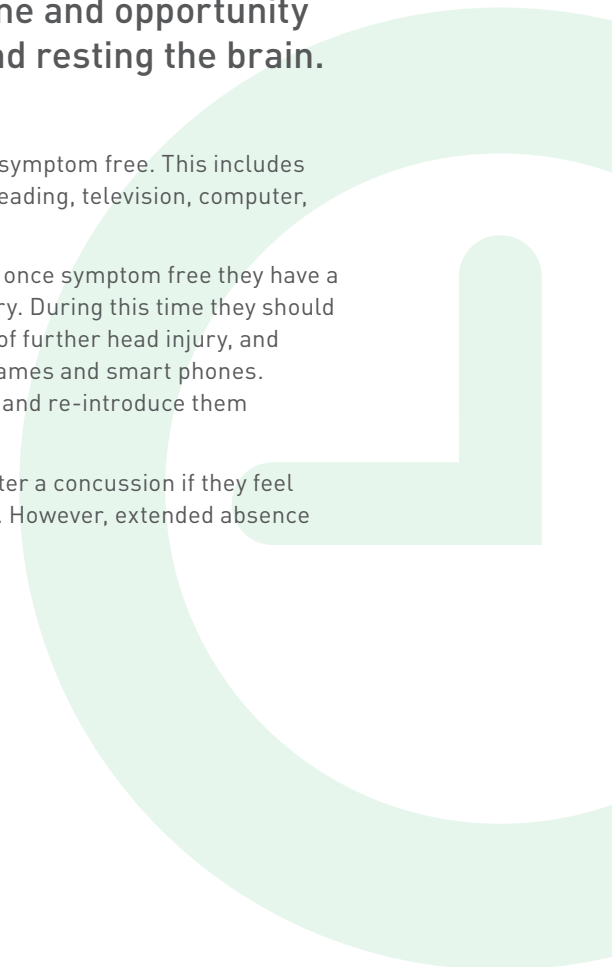 ne and opportunity
nd resting the brain.
symptom free. This includes
eading, television, computer,
once symptom free they have a
ry. During this time they should
of further head injury, and
ames and smart phones.
and re-introduce them
ter a concussion if they feel
. However, extended absence